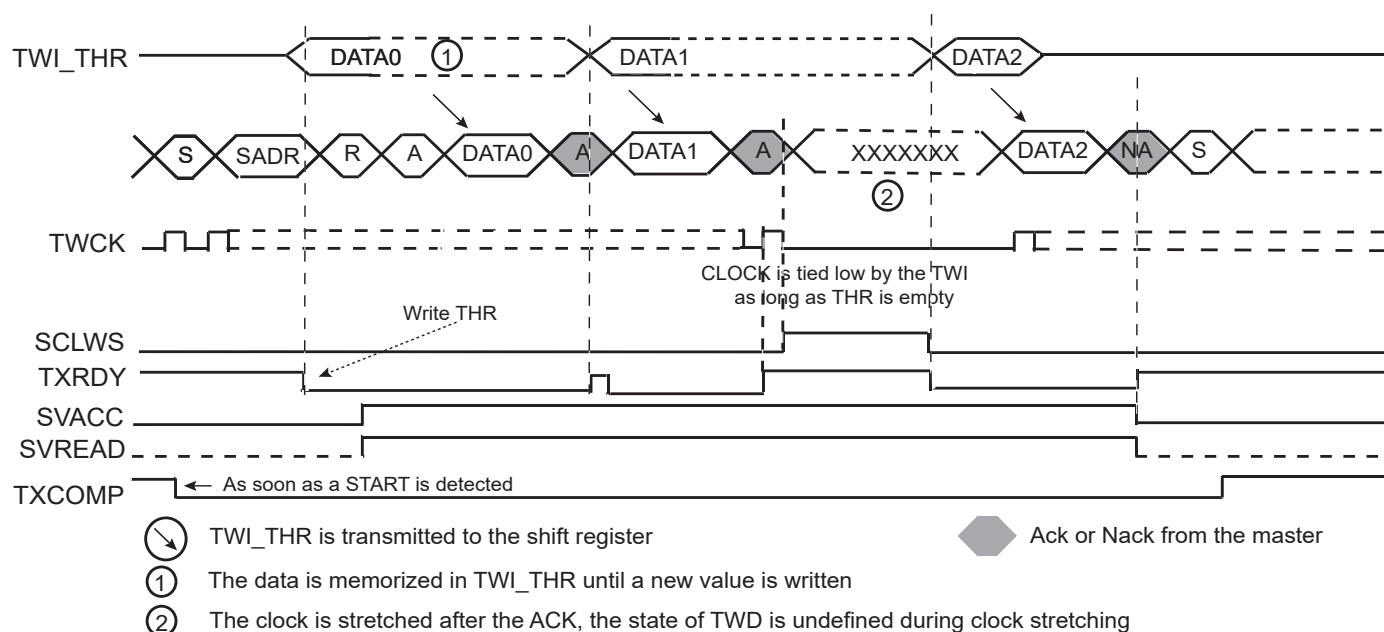 TWI_THR DATA0 1 DATA1 DATA2
S SADR R A DATA0 A DATA1 A XXXXXXX DATA2 NA S
2
TWCK
CLOCK is tied low by the TWI
as long as THR is empty
Write THR
SCLWS
TXRDY
SVACC
SVREAD
TXCOMP As soon as a START is detected
TWI_THR is transmitted to the shift register Ack or Nack from the master
1 The data is memorized in TWI_THR until a new value is written
2 The clock is stretched after the ACK, the state of TWD is undefined during clock stretching